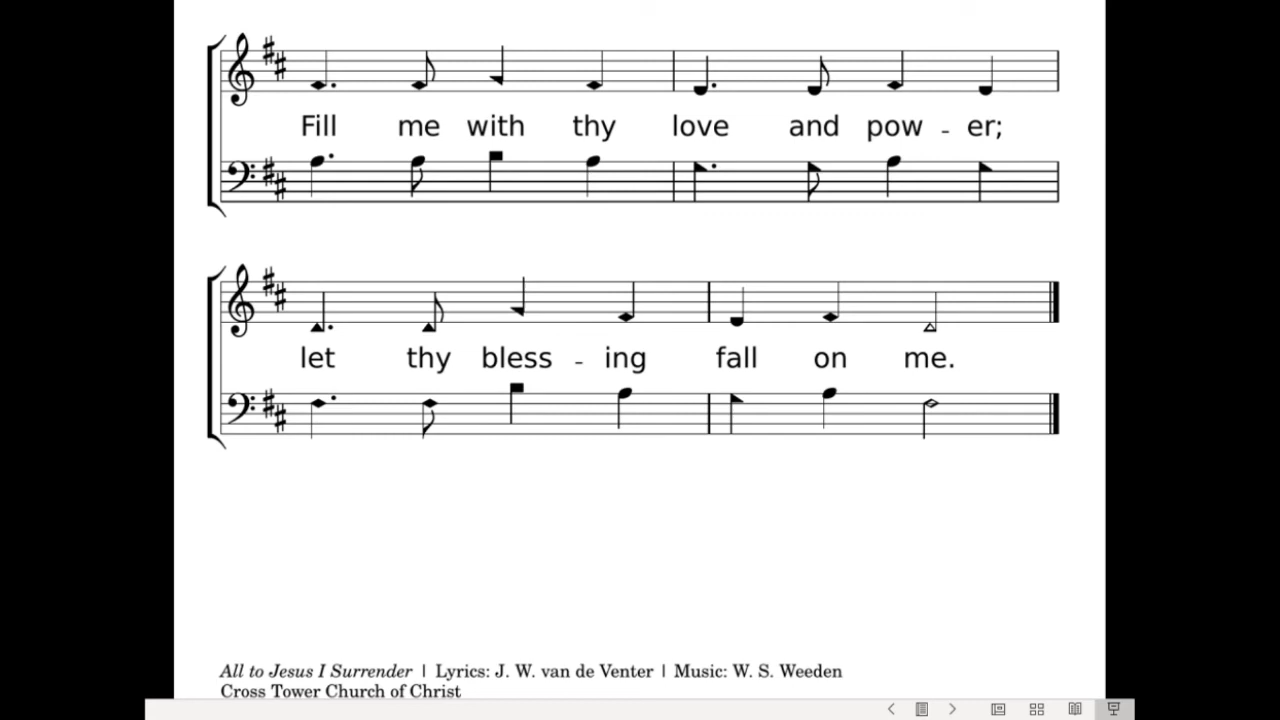 Fill me with thy love and pow - er;
let thy bless - ing fall on me.
All to Jesus I Surrender | Lyrics: J. W. van de Venter | Music: W. S. Weeden
Cross Tower Church of Christ